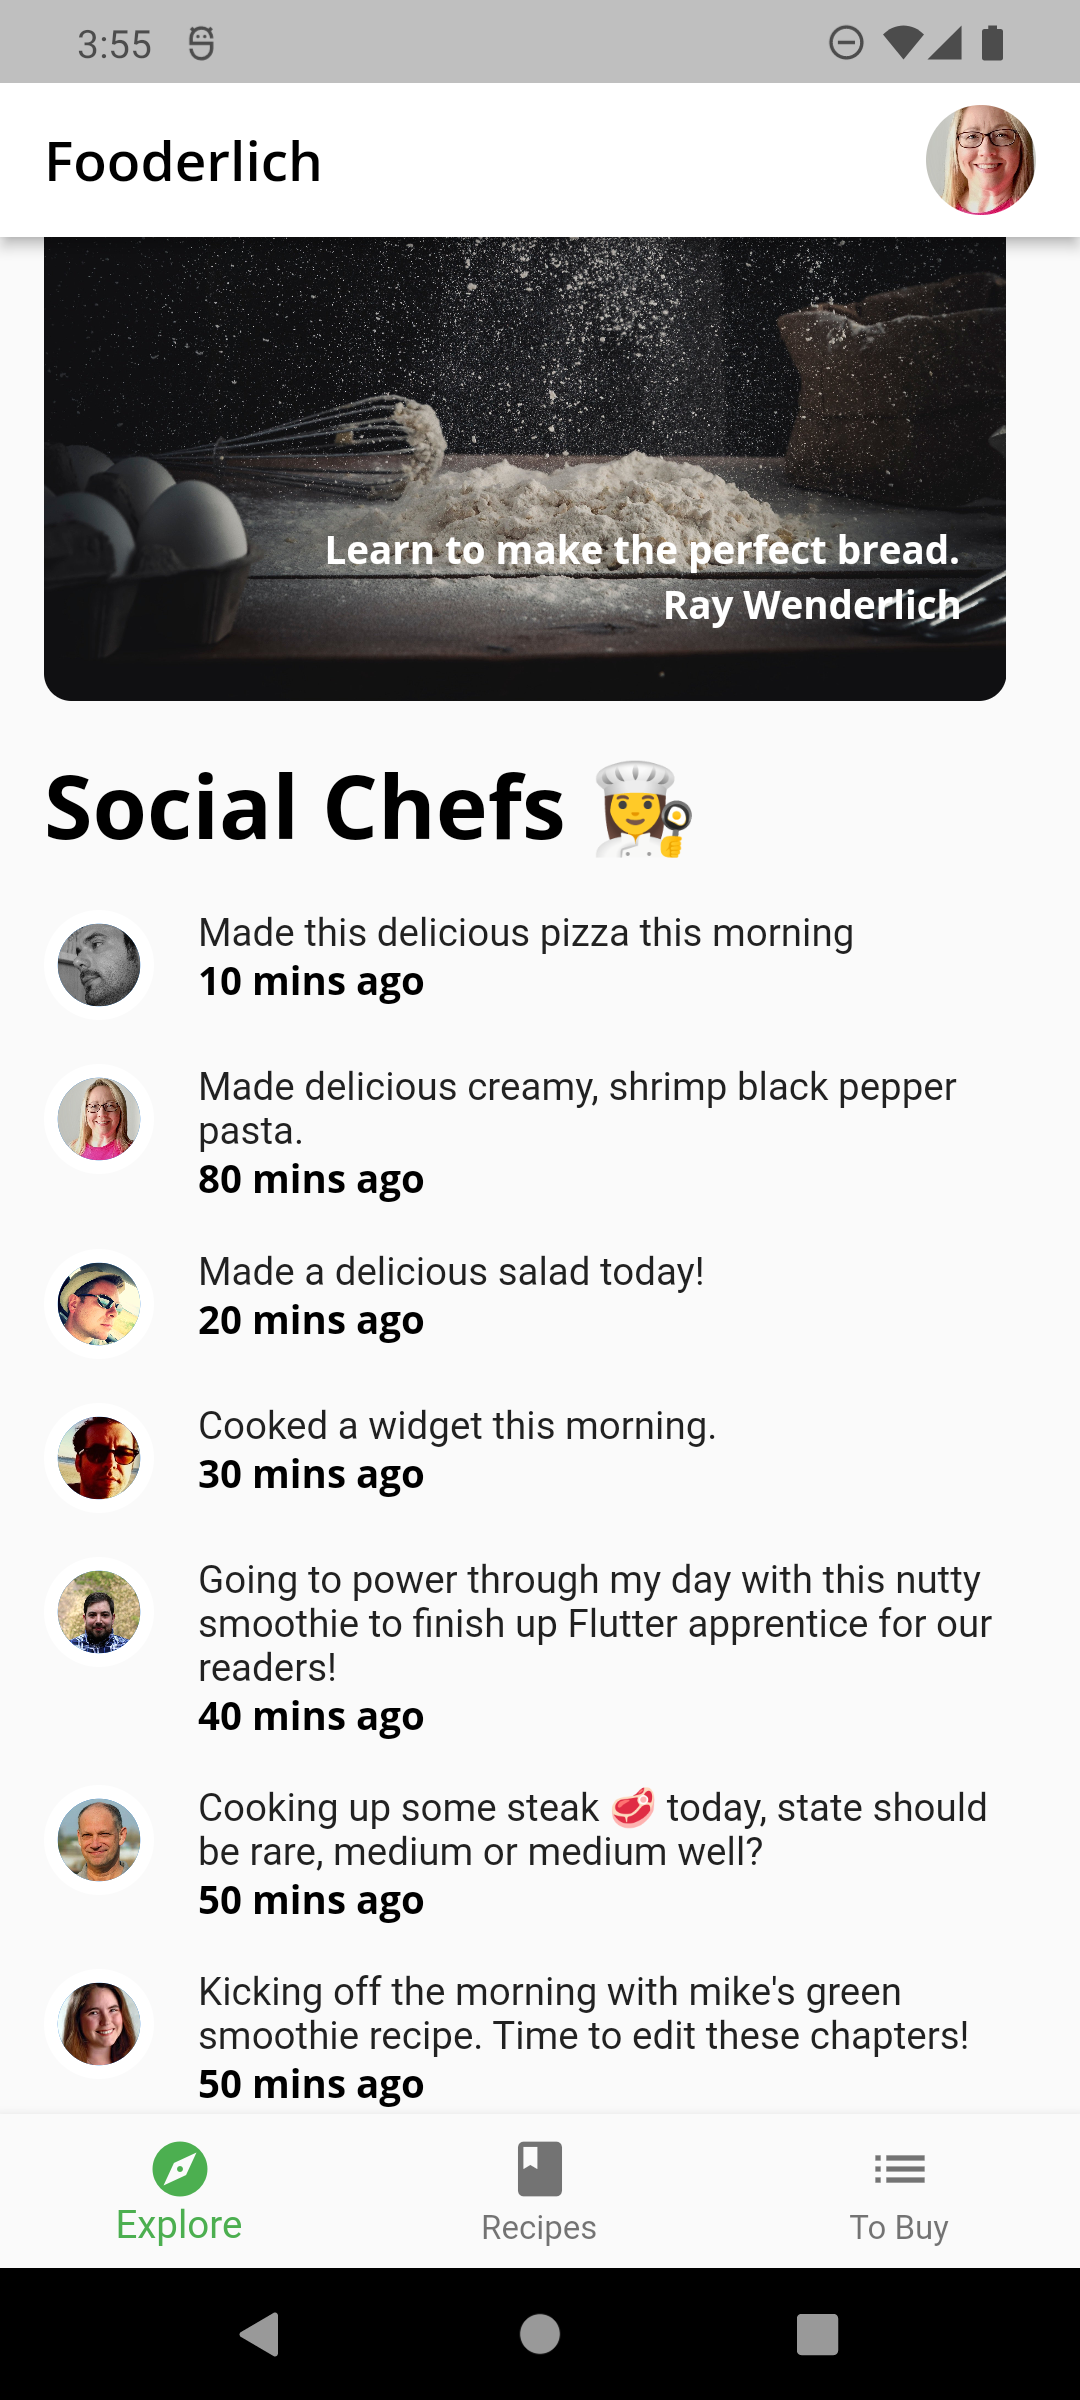 3:55
Fooderlich
Learn to make the perfect bread.
Ray Wenderlich
Social Chefs 👩‍🍳
Made this delicious pizza this morning
10 mins ago
Made delicious creamy, shrimp black pepper
pasta.
80 mins ago
Made a delicious salad today!
20 mins ago
Cooked a widget this morning.
30 mins ago
Going to power through my day with this nutty
smoothie to finish up Flutter apprentice for our
readers!
40 mins ago
Cooking up some steak 🥩 today, state should
be rare, medium or medium well?
50 mins ago
Kicking off the morning with mike's green
smoothie recipe. Time to edit these chapters!
50 mins ago
Explore
Recipes
To Buy